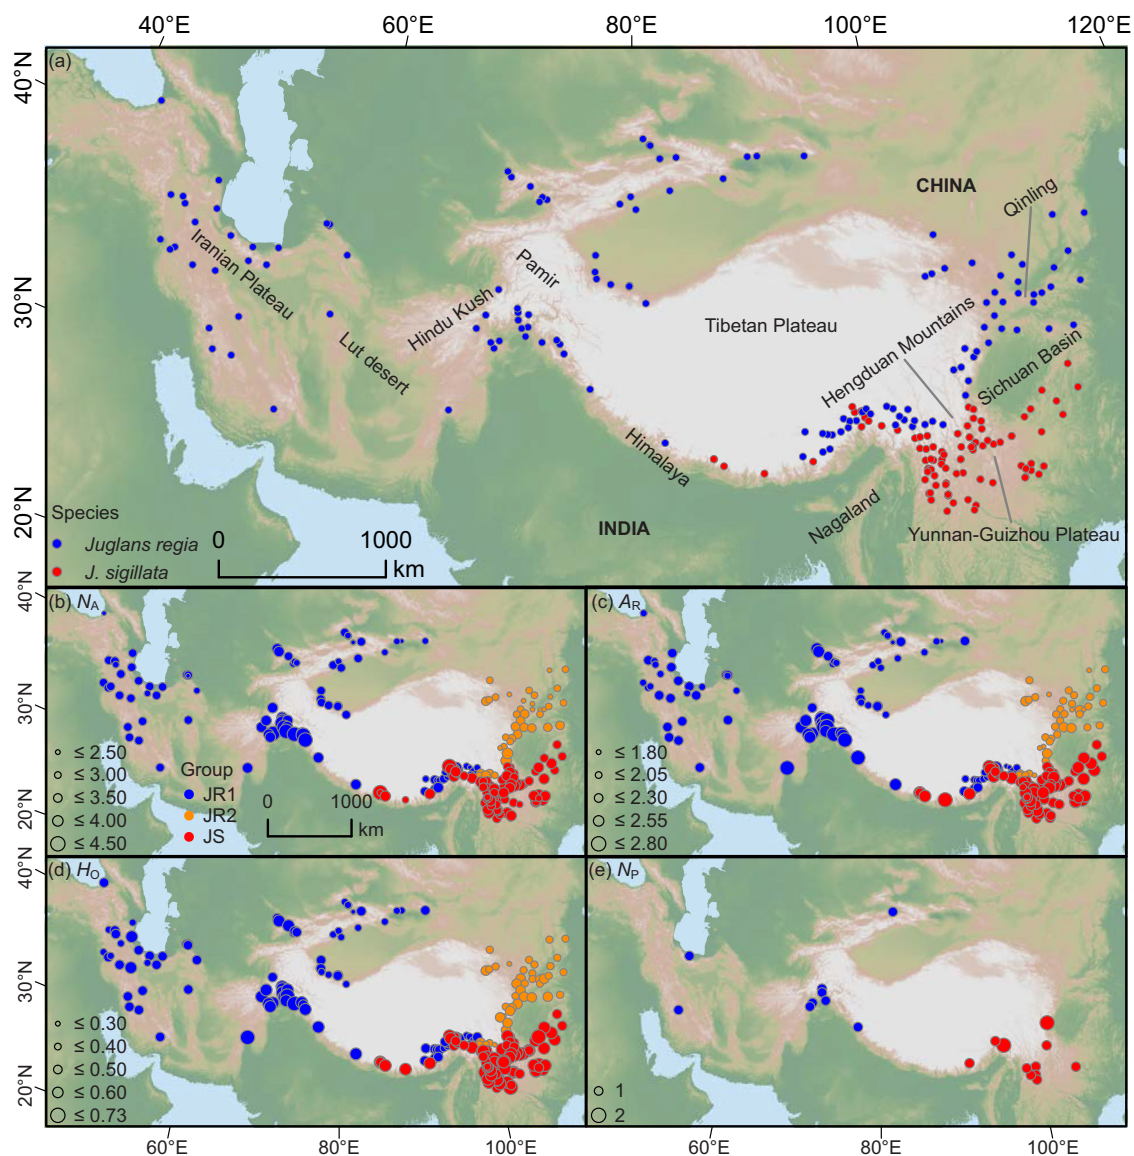 40°E 60°E 80°E 100°E 120°E
(a)
40°N
30°N
20°N
CHINA
Qinling
Iranian Plateau
Pamir
Hindu Kush
Lut desert
Tibetan Plateau
Hengduan Mountains
Sichuan Basin
Himalaya
Nagaland
INDIA
Yunnan-Guizhou Plateau
Species
Juglans regia
J. sigillata
0 1000
km
(b) NA
40°N
30°N
20°N
≤ 2.50
≤ 3.00
≤ 3.50
≤ 4.00
≤ 4.50
Group
JR1
JR2
JS
0 1000
km
(c) AR
≤ 1.80
≤ 2.05
≤ 2.30
≤ 2.55
≤ 2.80
(d) HO
40°N
30°N
20°N
≤ 0.30
≤ 0.40
≤ 0.50
≤ 0.60
≤ 0.73
(e) NP
1
2
60°E 80°E 100°E 60°E 80°E 100°E